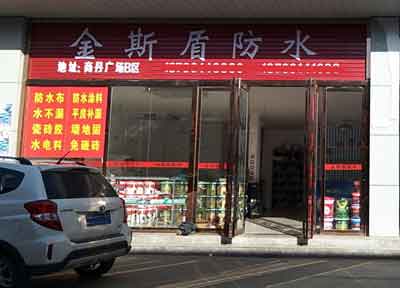 金斯盾防水
地址:商丹广场B区
防水布 防水涂料
水不漏 平房补漏
瓷砖胶 墙地固
水电料 免砸砖